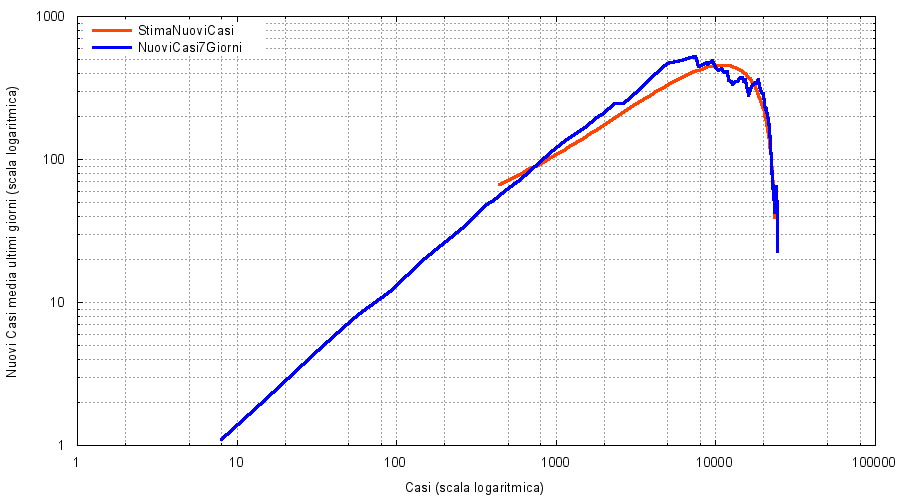 1000
StimaNuoviCasi
NuoviCasi7Giorni
100
10
1
Nuovi Casi media ultimi giorni (scala logaritmica)
1 10 100 1000 10000 100000
Casi (scala logaritmica)